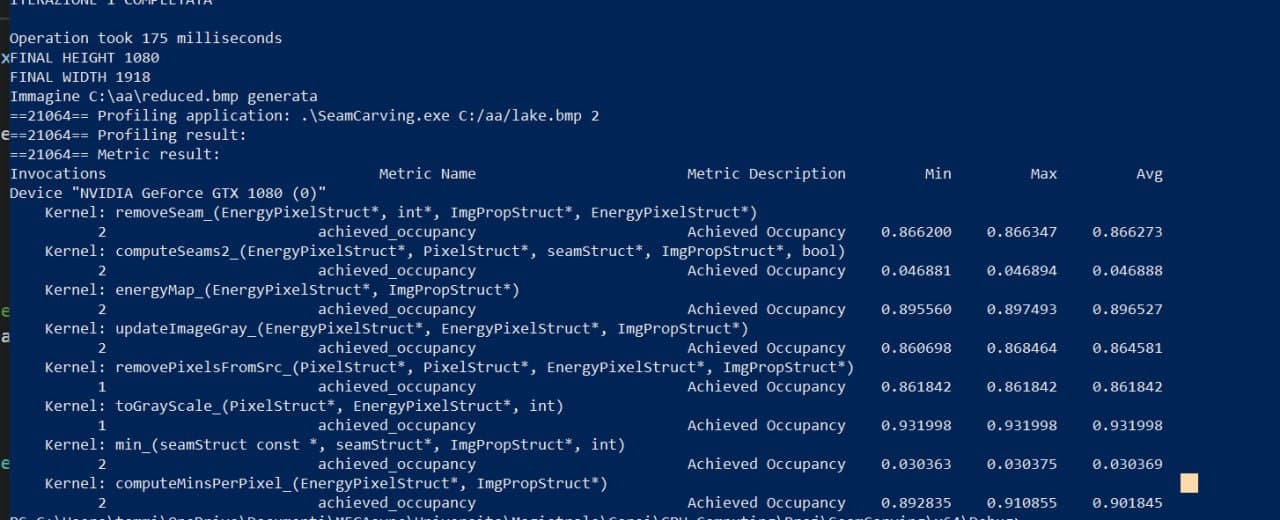 ITERAZIONE 1 COMPLETATA
Operation took 175 milliseconds
FINAL HEIGHT 1080
FINAL WIDTH 1918
Immagine C:\aa\reduced.bmp generata
==21064== Profiling application: .\SeamCarving.exe C:/aa/lake.bmp 2
==21064== Profiling result:
==21064== Metric result:
Invocations Metric Name Metric Description Min Max Avg
Device "NVIDIA GeForce GTX 1080 (0)"
Kernel: removeSeam_(EnergyPixelStruct*, int*, ImgPropStruct*, EnergyPixelStruct*)
2 achieved_occupancy Achieved Occupancy 0.866200 0.866347 0.866273
Kernel: computeSeams2_(EnergyPixelStruct*, PixelStruct*, seamStruct*, ImgPropStruct*, bool)
2 achieved_occupancy Achieved Occupancy 0.046881 0.046894 0.046888
Kernel: energyMap_(EnergyPixelStruct*, ImgPropStruct*)
2 achieved_occupancy Achieved Occupancy 0.895560 0.897493 0.896527
Kernel: updateImageGray_(EnergyPixelStruct*, EnergyPixelStruct*, ImgPropStruct*)
2 achieved_occupancy Achieved Occupancy 0.860698 0.868464 0.864581
Kernel: removePixelsFromSrc_(PixelStruct*, PixelStruct*, EnergyPixelStruct*, ImgPropStruct*)
1 achieved_occupancy Achieved Occupancy 0.861842 0.861842 0.861842
Kernel: toGrayScale_(PixelStruct*, EnergyPixelStruct*, int)
1 achieved_occupancy Achieved Occupancy 0.931998 0.931998 0.931998
Kernel: min_(seamStruct const *, seamStruct*, ImgPropStruct*, int)
2 achieved_occupancy Achieved Occupancy 0.030363 0.030375 0.030369
Kernel: computeMinsPerPixel_(EnergyPixelStruct*, ImgPropStruct*)
2 achieved_occupancy Achieved Occupancy 0.892835 0.910855 0.901845